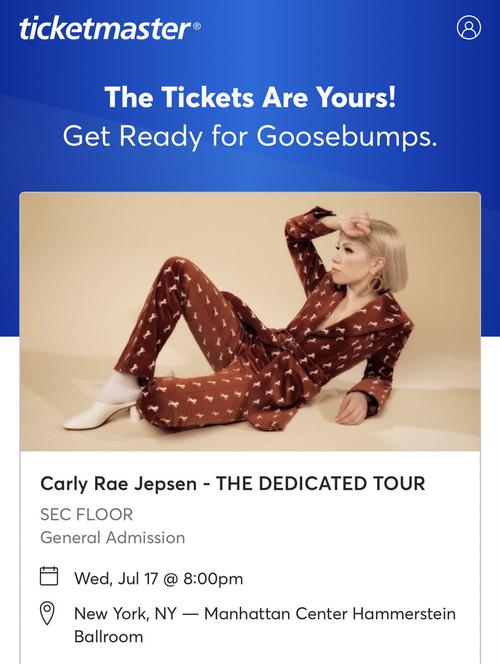 ticketmaster®
The Tickets Are Yours!
Get Ready for Goosebumps.
Carly Rae Jepsen - THE DEDICATED TOUR
SEC FLOOR
General Admission
Wed, Jul 17 @ 8:00pm
New York, NY — Manhattan Center Hammerstein
Ballroom